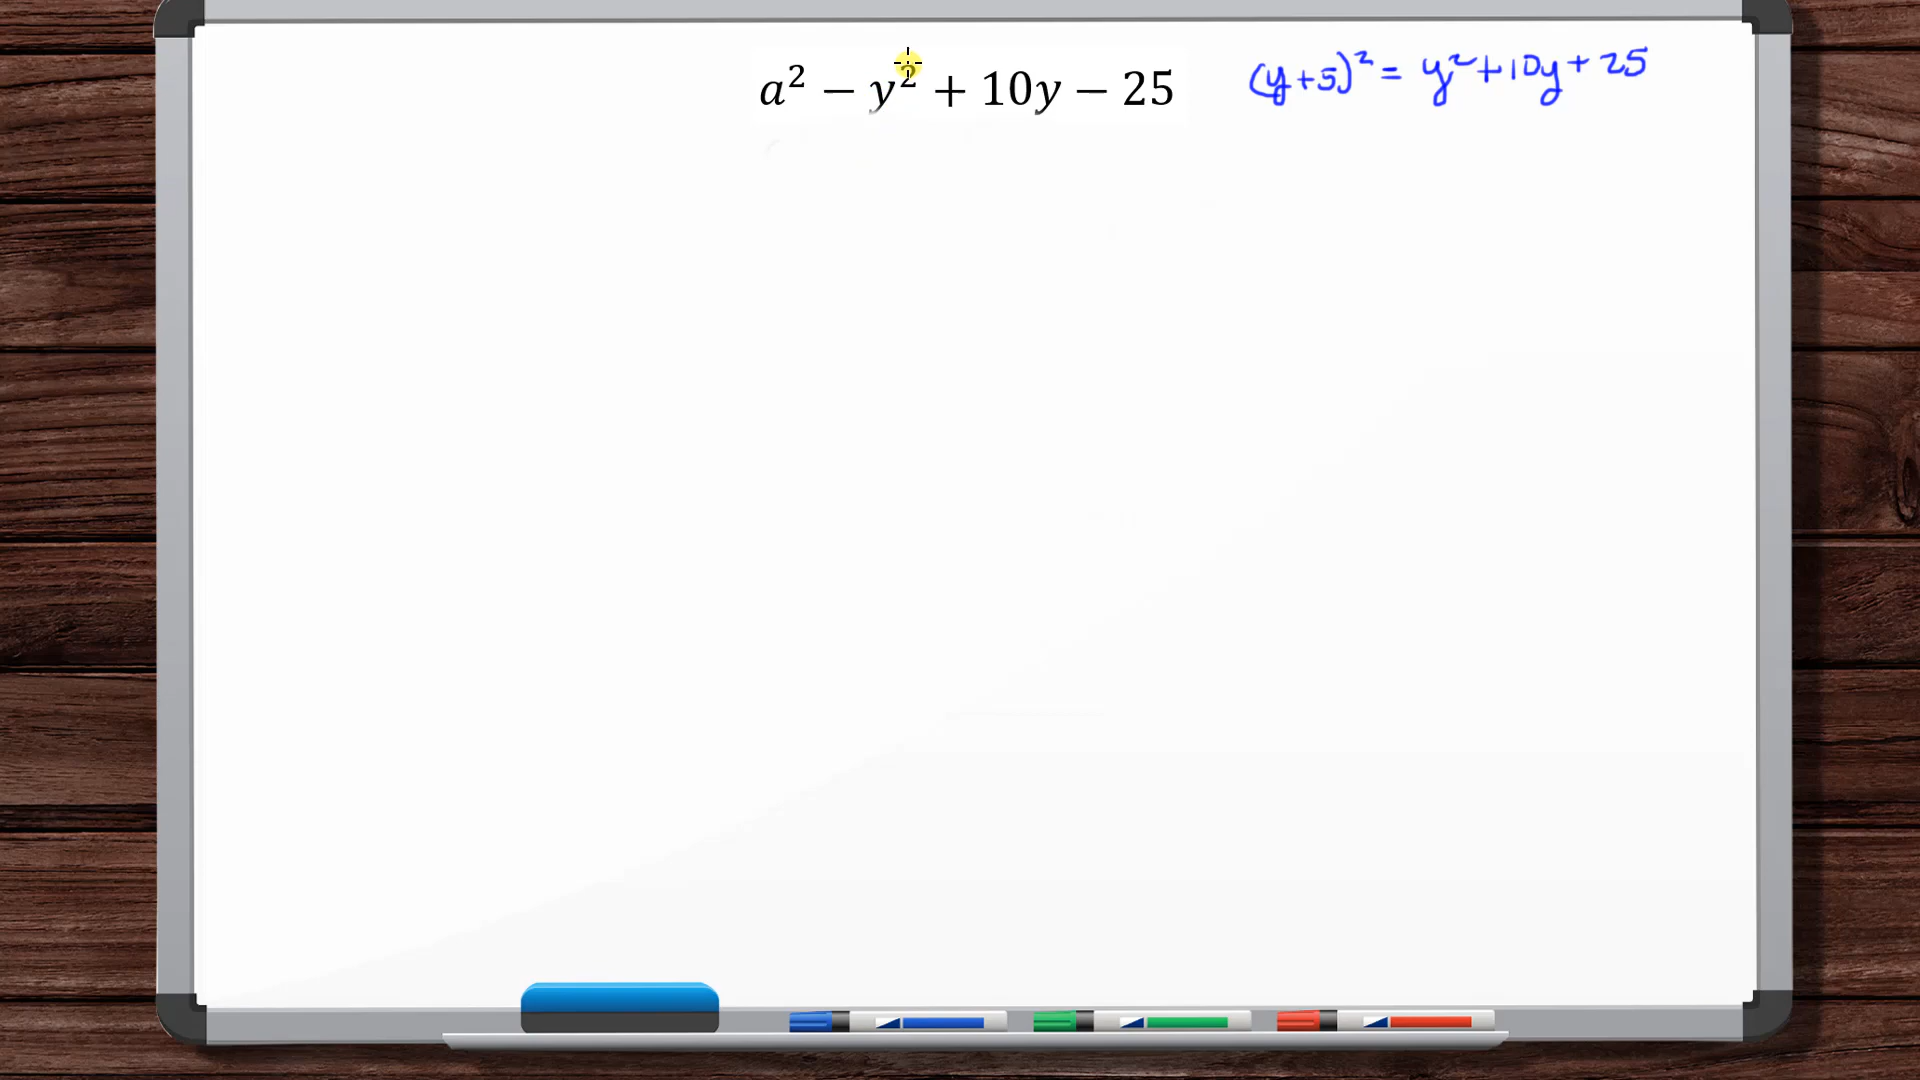 a² − y² + 10y − 25
(y+5)² = y²+10y+25